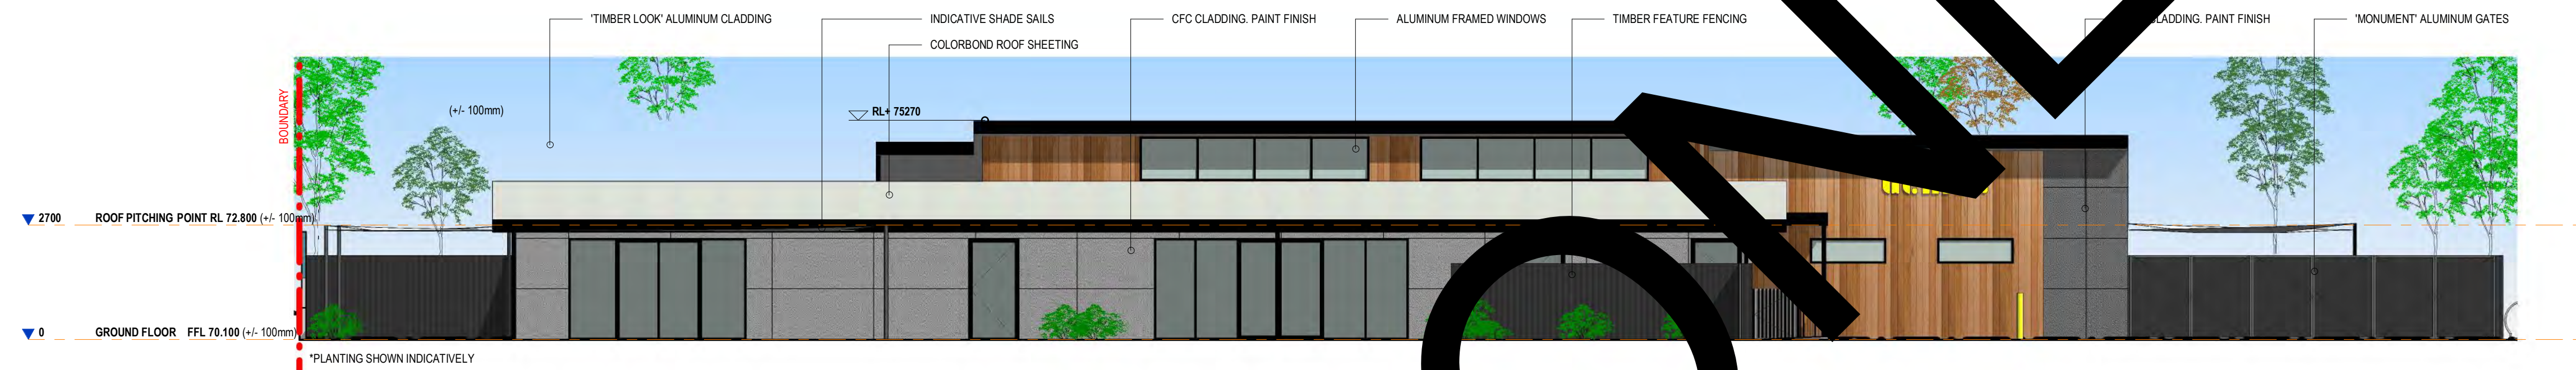 'TIMBER LOOK' ALUMINUM CLADDING
INDICATIVE SHADE SAILS
CFC CLADDING. PAINT FINISH
ALUMINUM FRAMED WINDOWS
TIMBER FEATURE FENCING
CLADDING. PAINT FINISH
'MONUMENT' ALUMINUM GATES
COLORBOND ROOF SHEETING
BOUNDARY
(+/- 100mm)
RL+ 75270
2700 ROOF PITCHING POINT RL 72.800 (+/- 100mm)
0 GROUND FLOOR FFL 70.100 (+/- 100mm)
*PLANTING SHOWN INDICATIVELY